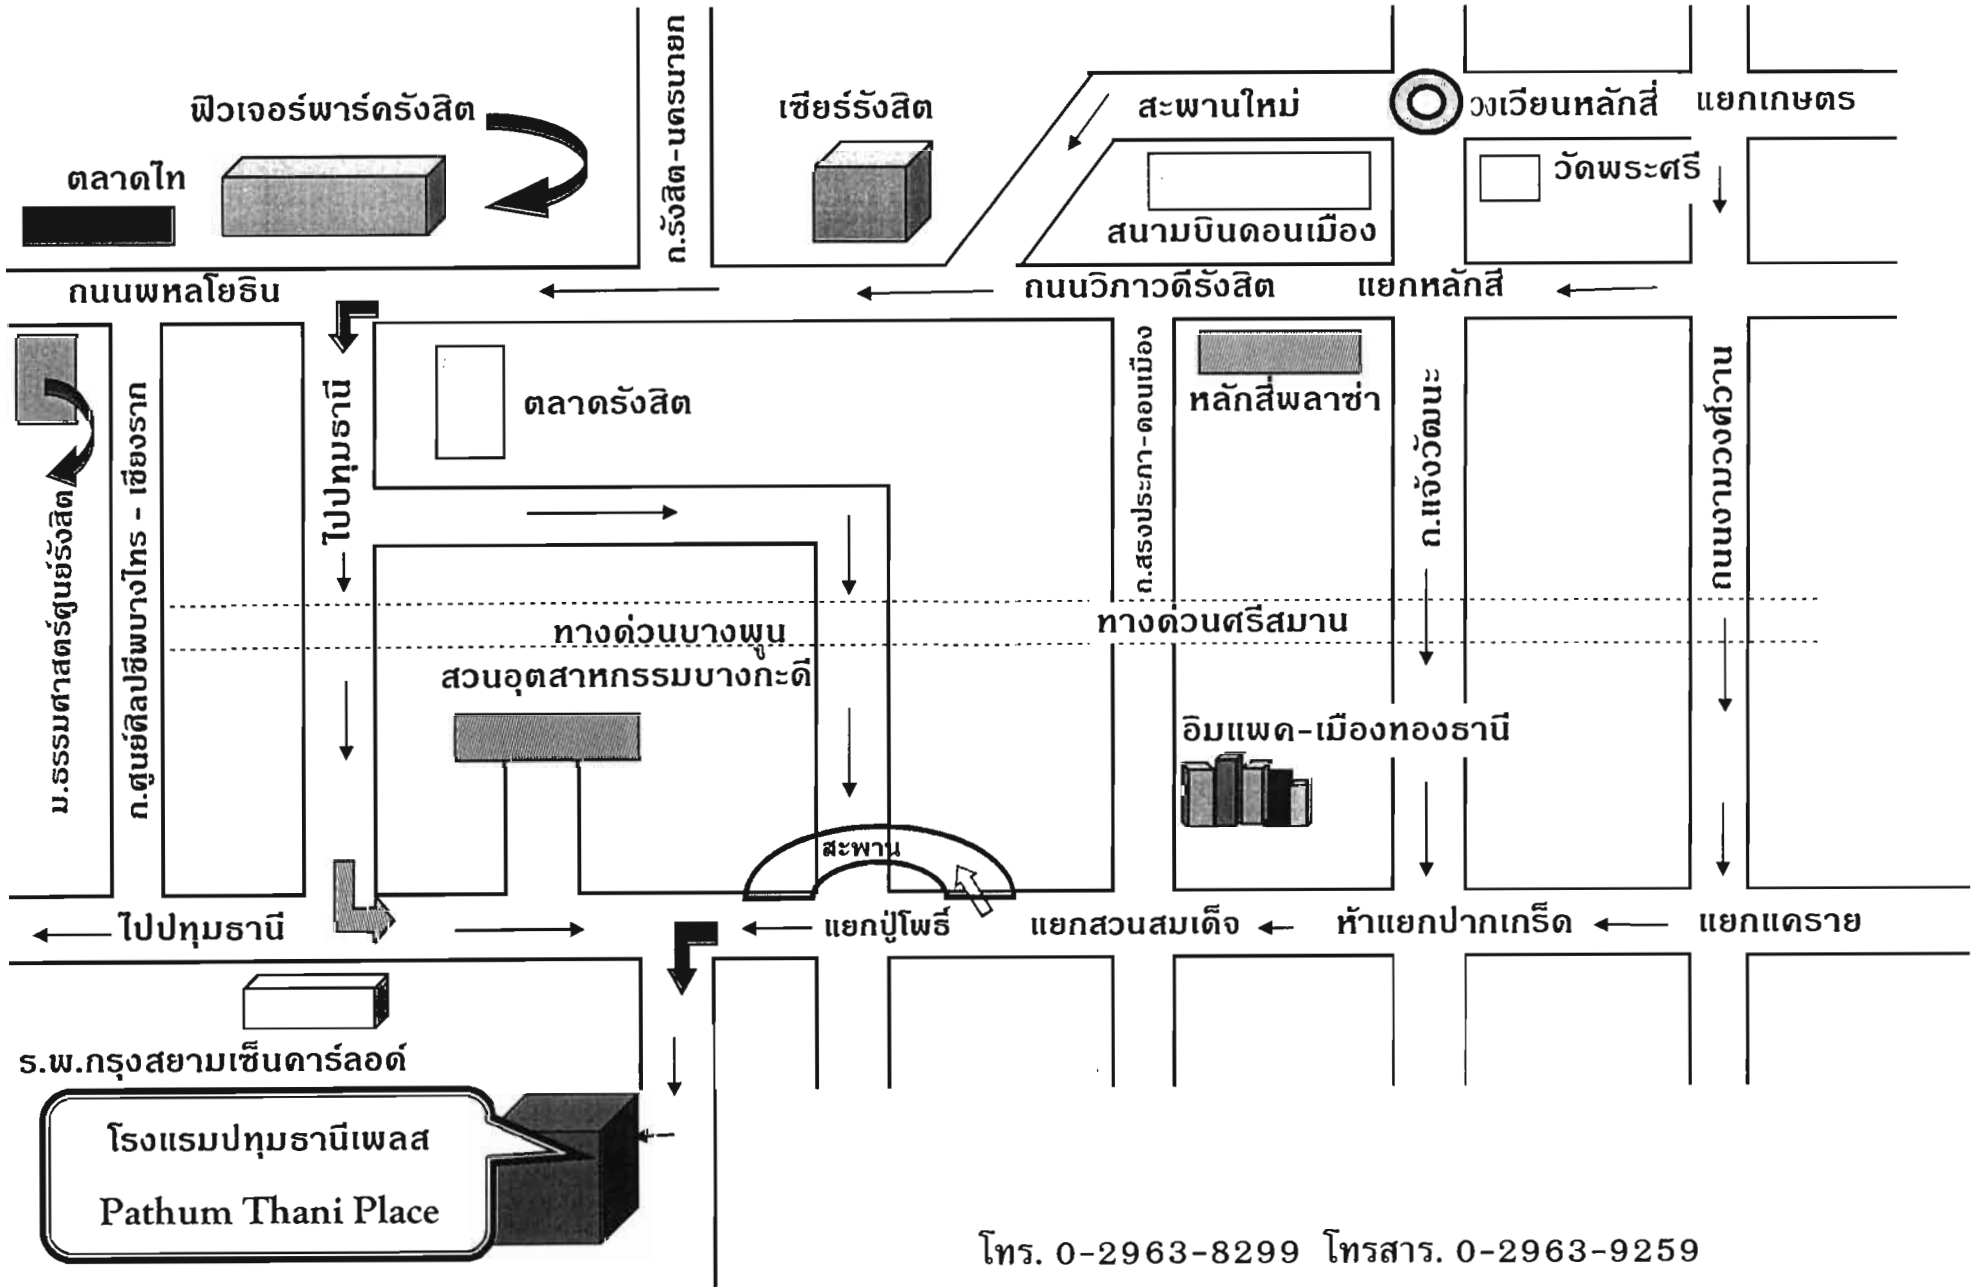 ฟิวเจอร์พาร์ครังสิต
เซียร์รังสิต
สะพานใหม่
วงเวียนหลักสี่
แยกเกษตร
ตลาดไท
ถ.รังสิต-นครนายก
วัดพระศรี
สนามบินดอนเมือง
ถนนพหลโยธิน
ถนนวิภาวดีรังสิต
แยกหลักสี่
ไปปทุมธานี
ตลาดรังสิต
ถ.สรงประภา-ดอนเมือง
หลักสี่พลาซ่า
ถ.แจ้งวัฒนะ
ถนนงามวงศ์วาน
ม.ธรรมศาสตร์ศูนย์รังสิต
ถ.ศูนย์ศิลปชีพบางไทร - เชียงราก
ทางด่วนบางพูน
ทางด่วนศรีสมาน
สวนอุตสาหกรรมบางกะดี
อิมแพค-เมืองทองธานี
สะพาน
ไปปทุมธานี
แยกปู่โพธิ์
แยกสวนสมเด็จ
ห้าแยกปากเกร็ด
แยกแคราย
ร.พ.กรุงสยามเซ็นคาร์ลอด์
โรงแรมปทุมธานีเพลส
Pathum Thani Place
โทร. 0-2963-8299 โทรสาร. 0-2963-9259